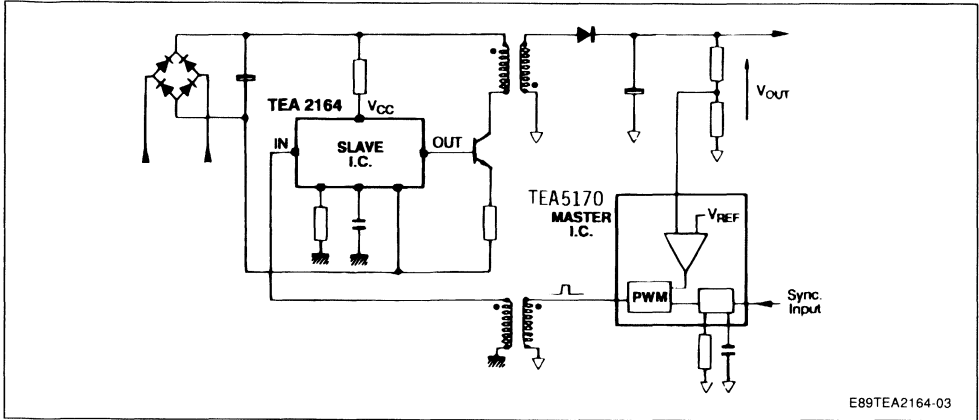 TEA 2164
VCC
IN
SLAVE
I.C.
OUT
VOUT
TEA5170
MASTER
I.C.
VREF
PWM
Sync.
Input
E89TEA2164-03